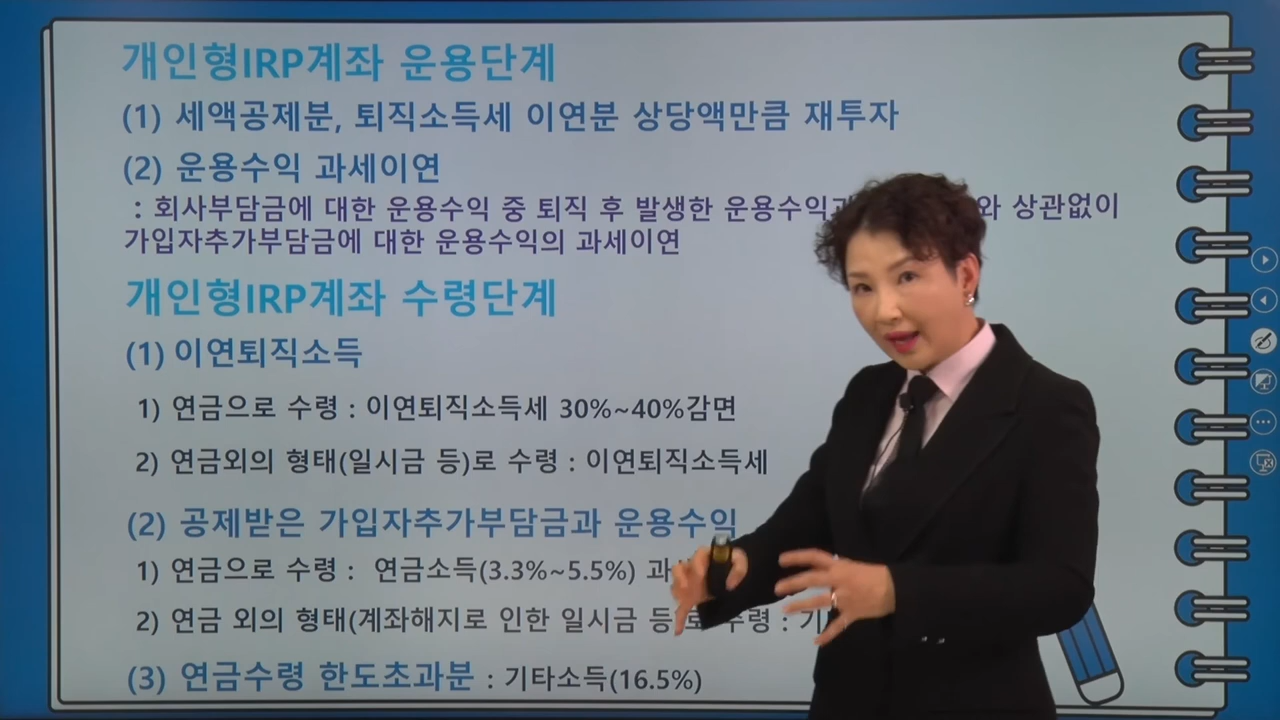 개인형IRP계좌 운용단계
(1) 세액공제분, 퇴직소득세 이연분 상당액만큼 재투자
(2) 운용수익 과세이연
: 회사부담금에 대한 운용수익 중 퇴직 후 발생한 운용수익과 와 상관없이
가입자추가부담금에 대한 운용수익의 과세이연
개인형IRP계좌 수령단계
(1) 이연퇴직소득
1) 연금으로 수령 : 이연퇴직소득세 30%~40%감면
2) 연금외의 형태(일시금 등)로 수령 : 이연퇴직소득세
(2) 공제받은 가입자추가부담금과 운용수익
1) 연금으로 수령 : 연금소득(3.3%~5.5%)
2) 연금 외의 형태(계좌해지로 인한 일시금 등)로 수령 :
(3) 연금수령 한도초과분 : 기타소득(16.5%)